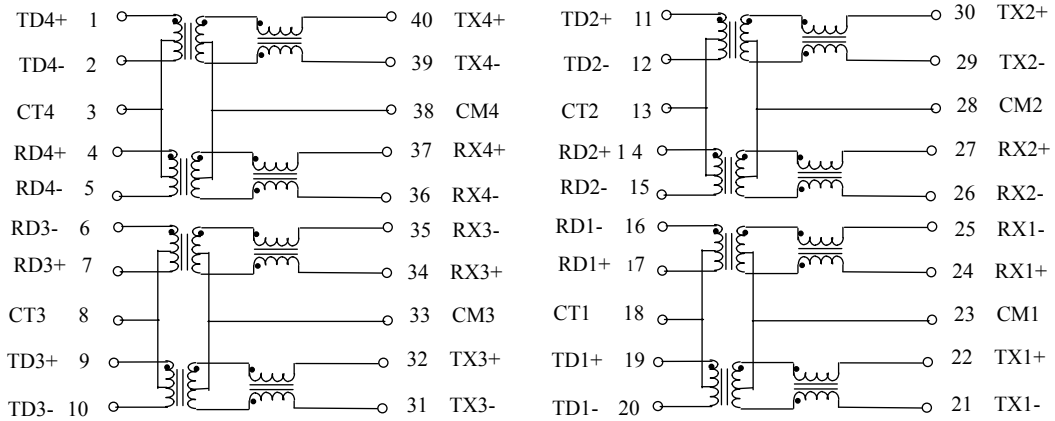 TD4+ 1 40 TX4+ TD2+ 11 30 TX2+
TD4- 2 39 TX4- TD2- 12 29 TX2-
CT4 3 38 CM4 CT2 13 28 CM2
RD4+ 4 37 RX4+ RD2+ 14 27 RX2+
RD4- 5 36 RX4- RD2- 15 26 RX2-
RD3- 6 35 RX3- RD1- 16 25 RX1-
RD3+ 7 34 RX3+ RD1+ 17 24 RX1+
CT3 8 33 CM3 CT1 18 23 CM1
TD3+ 9 32 TX3+ TD1+ 19 22 TX1+
TD3- 10 31 TX3- TD1- 20 21 TX1-